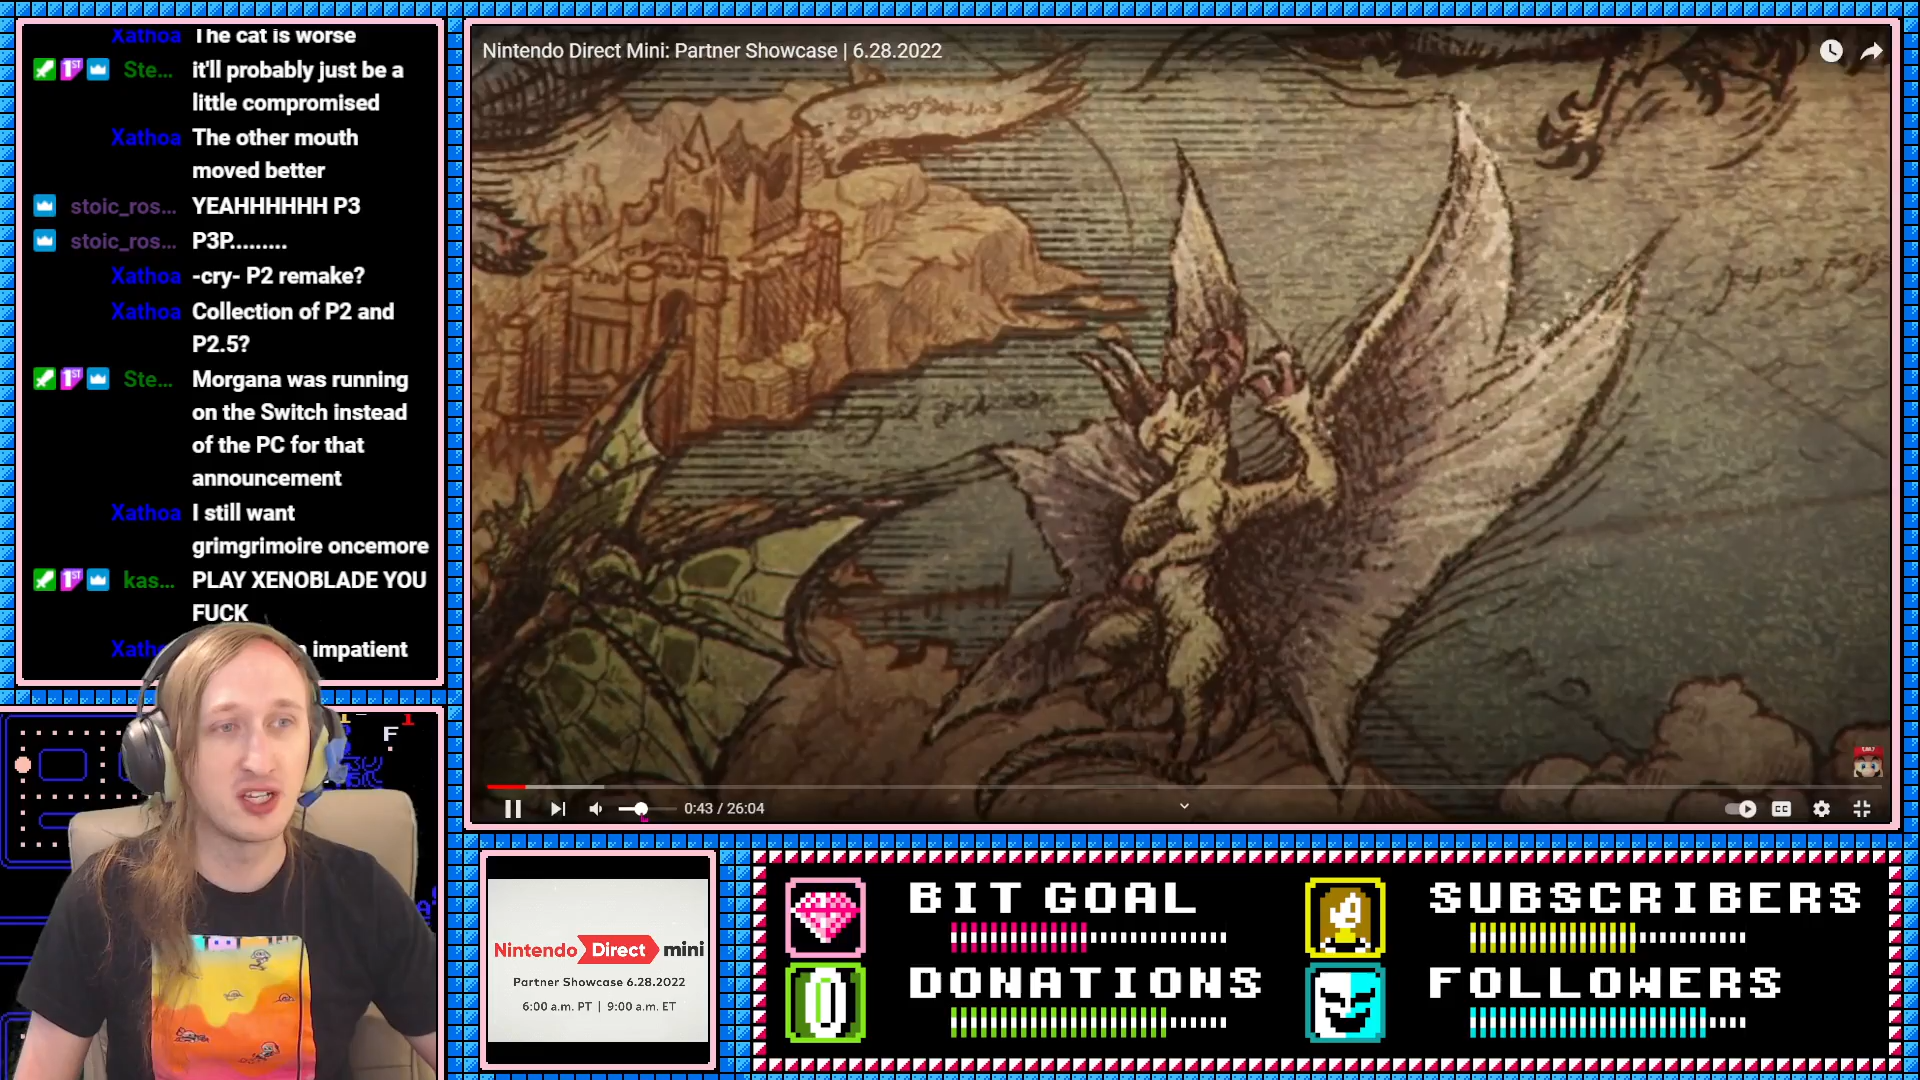 Xathoa The cat is worse
Ste... it'll probably just be a
little compromised
Xathoa The other mouth
moved better
stoic_ros... YEAHHHHHH P3
stoic_ros... P3P.........
Xathoa -cry- P2 remake?
Xathoa Collection of P2 and
P2.5?
Ste... Morgana was running
on the Switch instead
of the PC for that
announcement
Xathoa I still want
grimgrimoire oncemore
kas... PLAY XENOBLADE YOU
FUCK
impatient
Nintendo Direct Mini: Partner Showcase | 6.28.2022
0:43 / 26:04
CC
F
1
Nintendo Direct mini
Partner Showcase 6.28.2022
6:00 a.m. PT | 9:00 a.m. ET
BIT GOAL
SUBSCRIBERS
DONATIONS
FOLLOWERS